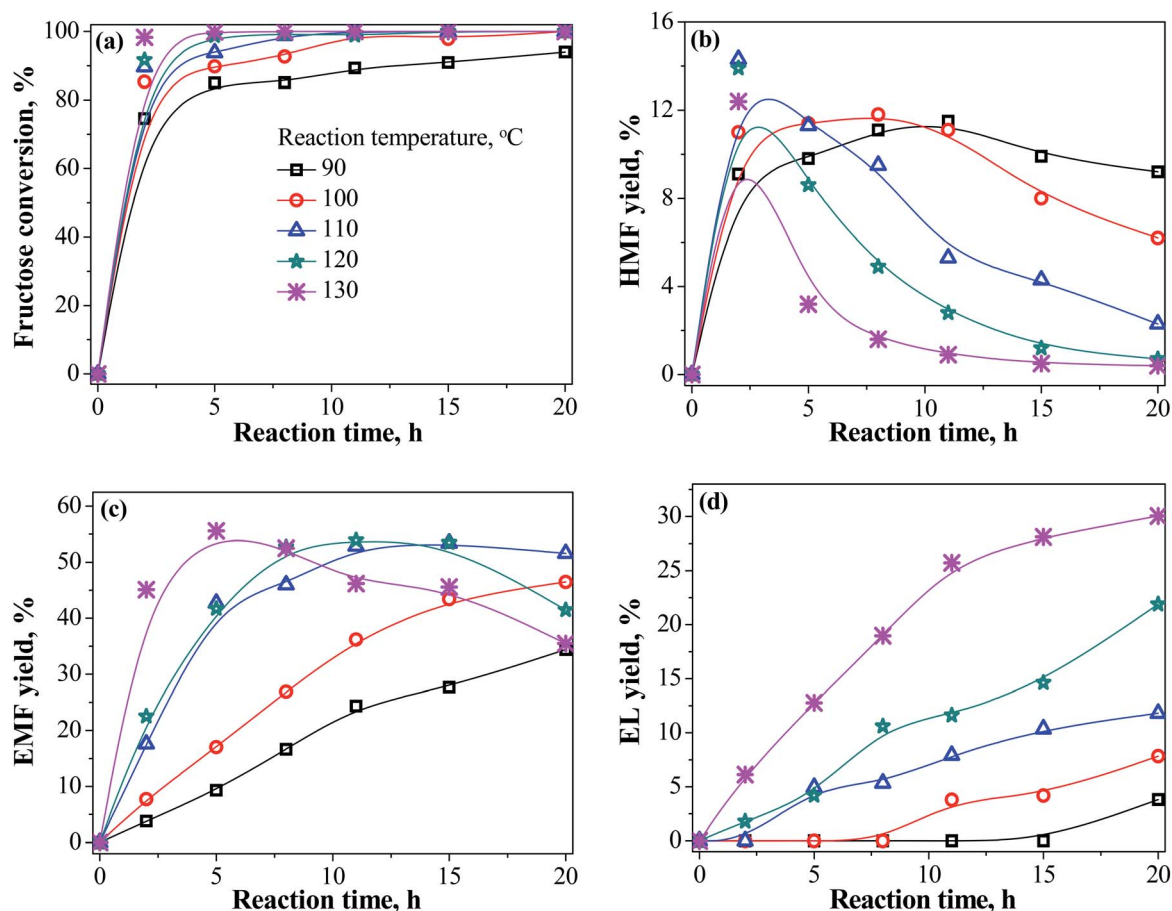 (a)
Fructose conversion, %
100
80
60
40
20
0
Reaction temperature, °C
90
100
110
120
130
0 5 10 15 20
Reaction time, h
(b)
HMF yield, %
16
12
8
4
0
0 5 10 15 20
Reaction time, h
(c)
EMF yield, %
60
50
40
30
20
10
0
0 5 10 15 20
Reaction time, h
(d)
EL yield, %
30
25
20
15
10
5
0
0 5 10 15 20
Reaction time, h